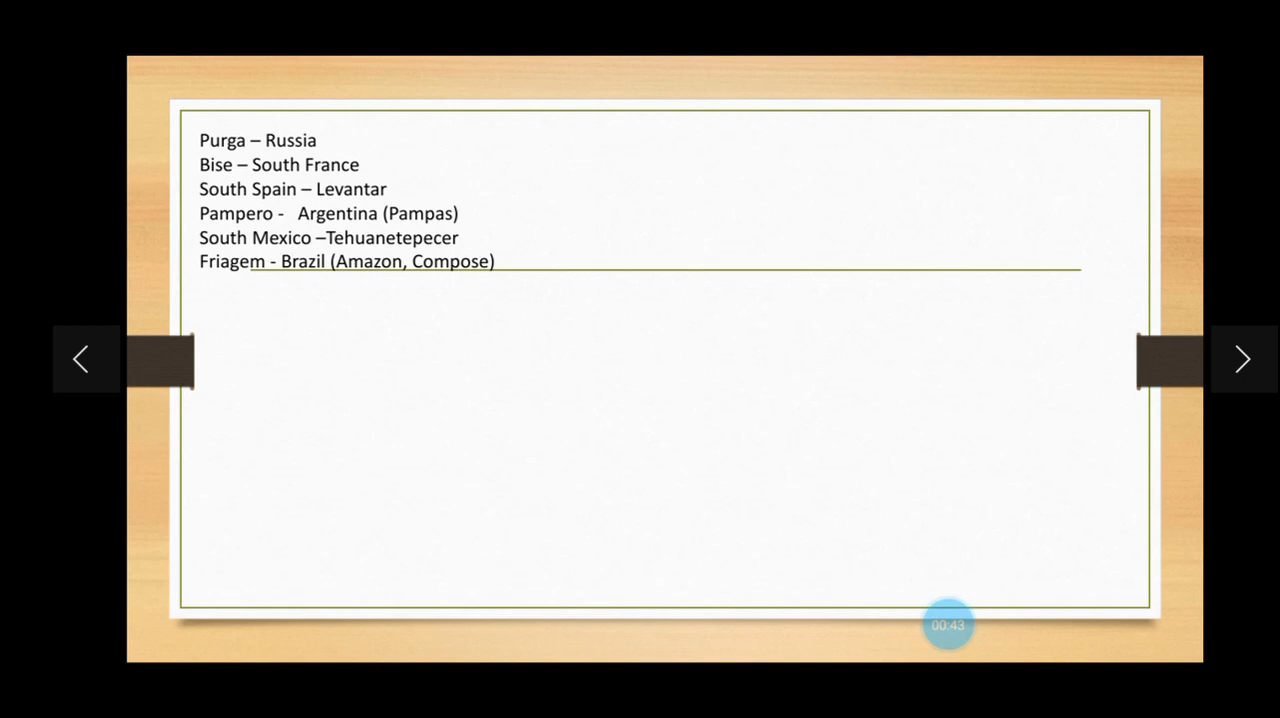 Purga – Russia
Bise – South France
South Spain – Levantar
Pampero -   Argentina (Pampas)
South Mexico –Tehuanetepecer
Friagem - Brazil (Amazon, Compose)
00:43